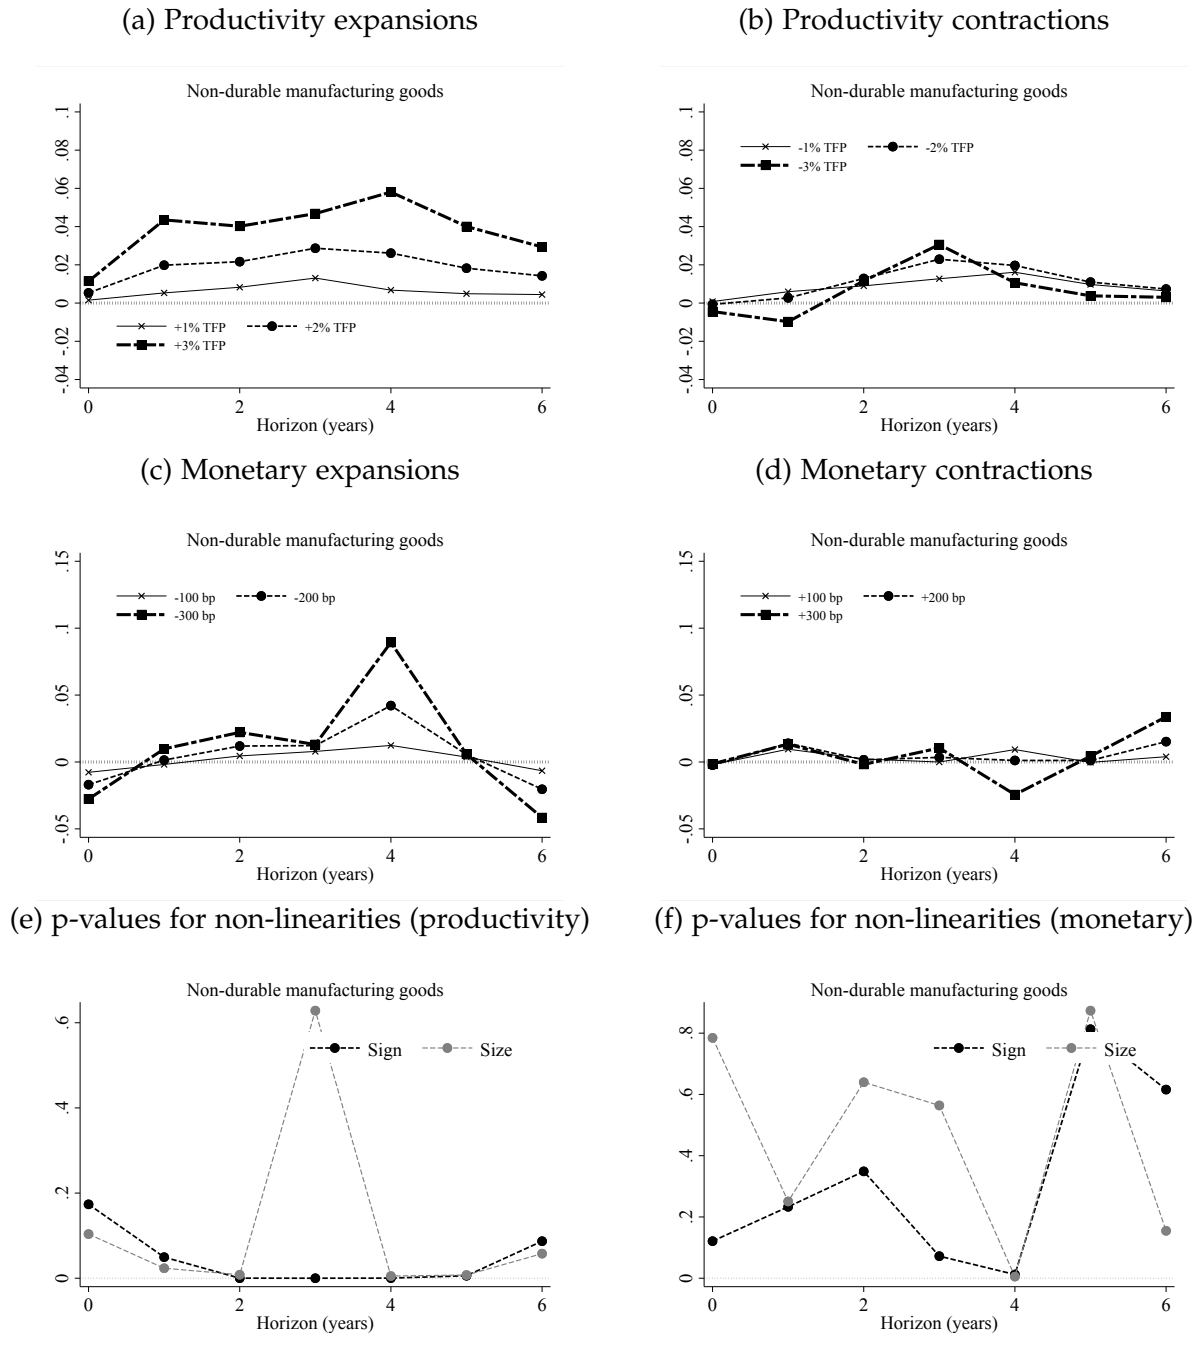 (a) Productivity expansions
(b) Productivity contractions
Non-durable manufacturing goods
.1
.08
.06
.04
.02
0
-.02
-.04
+1% TFP
+2% TFP
+3% TFP
0 2 4 6
Horizon (years)
Non-durable manufacturing goods
.1
.08
.06
.04
.02
0
-.02
-.04
-1% TFP
-2% TFP
-3% TFP
0 2 4 6
Horizon (years)
(c) Monetary expansions
(d) Monetary contractions
Non-durable manufacturing goods
.15
.1
.05
0
-.05
-100 bp
-200 bp
-300 bp
0 2 4 6
Horizon (years)
Non-durable manufacturing goods
.15
.1
.05
0
-.05
+100 bp
+200 bp
+300 bp
0 2 4 6
Horizon (years)
(e) p-values for non-linearities (productivity)
(f) p-values for non-linearities (monetary)
Non-durable manufacturing goods
.6
.4
.2
0
Sign
Size
0 2 4 6
Horizon (years)
Non-durable manufacturing goods
.8
.6
.4
.2
0
Sign
Size
0 2 4 6
Horizon (years)